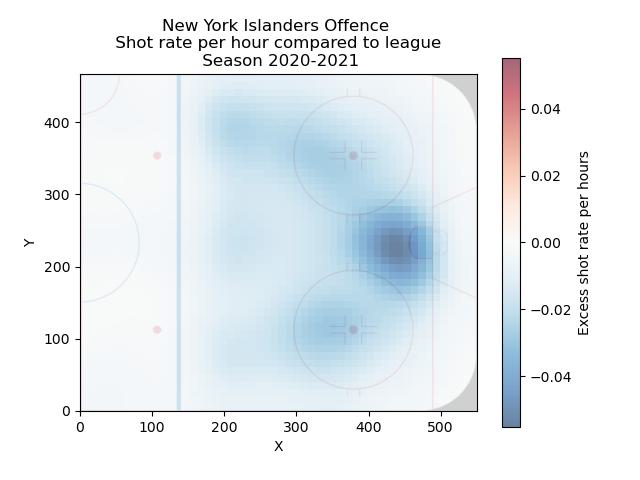 New York Islanders Offence
Shot rate per hour compared to league
Season 2020-2021
400
300
200
100
0
Y
0 100 200 300 400 500
X
0.04
0.02
0.00
−0.02
−0.04
Excess shot rate per hours